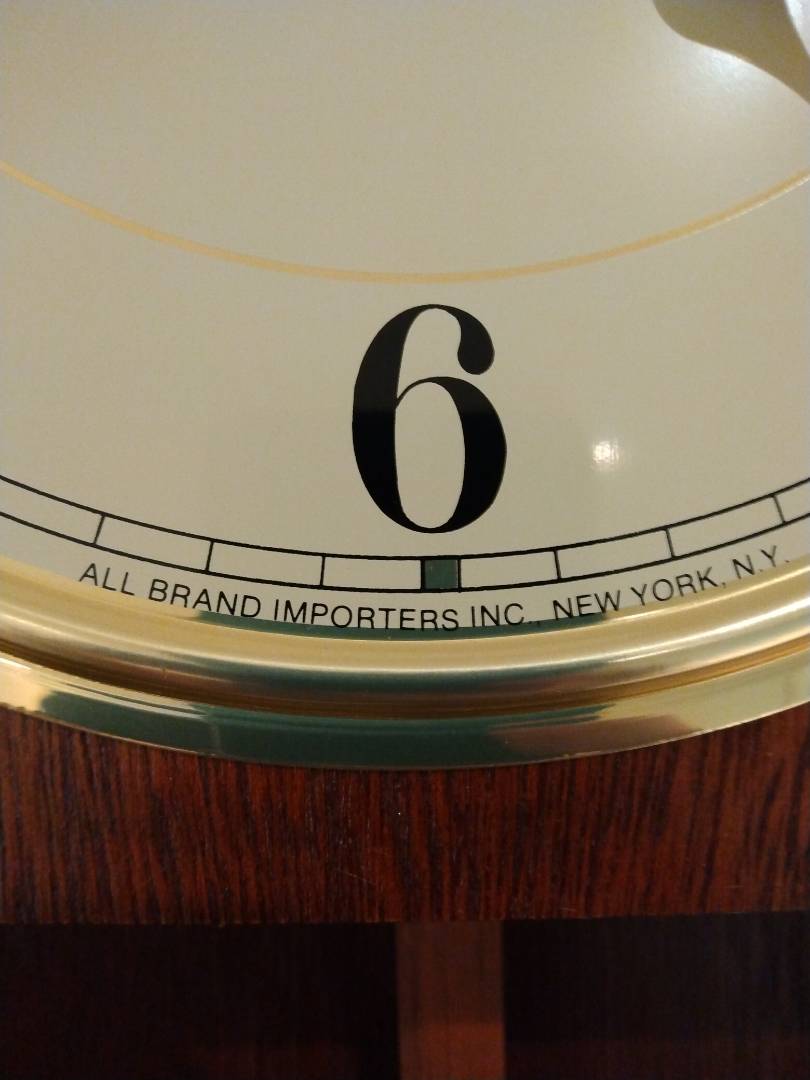 6
ALL BRAND IMPORTERS INC., NEW YORK, N.Y.